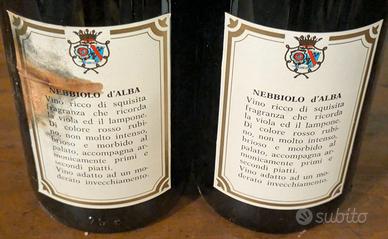 NEBBIOLO d'ALBA
Vino ricco di squisita
fragranza che ricorda
la viola ed il lampone.
Di colore rosso rubi-
no, non molto intenso,
brioso e morbido al
palato, accompagna ar-
monicamente primi e
secondi piatti.
Vino adatto ad un mo-
derato invecchiamento.
NEBBIOLO d'ALBA
Vino ricco di squisita
fragranza che ricorda
la viola ed il lampone.
Di colore rosso rubi-
no, non molto intenso,
brioso e morbido al
palato, accompagna ar-
monicamente primi e
secondi piatti.
Vino adatto ad un mo-
derato invecchiamento.
subito